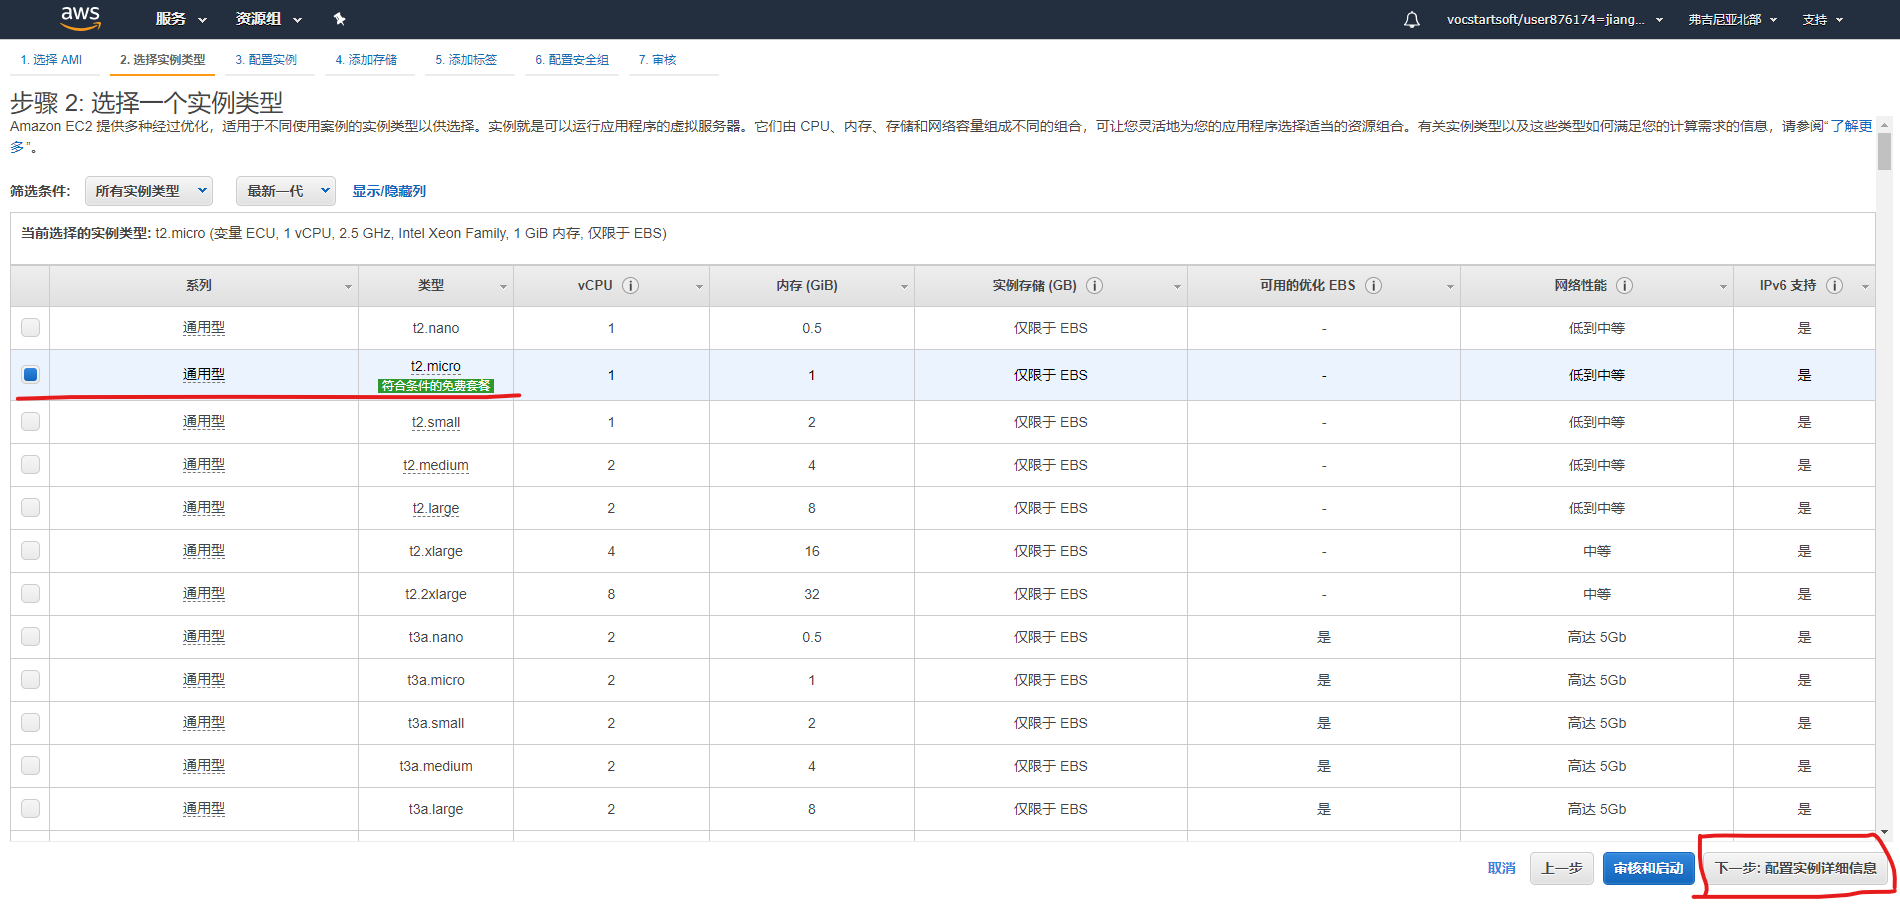 aws 服务 资源组 vocstartsoft/user876174=jiang... 弗吉尼亚北部 支持
1. 选择 AMI 2. 选择实例类型 3. 配置实例 4. 添加存储 5. 添加标签 6. 配置安全组 7. 审核
步骤 2: 选择一个实例类型
Amazon EC2 提供多种经过优化，适用于不同使用案例的实例类型以供选择。实例就是可以运行应用程序的虚拟服务器。它们由 CPU、内存、存储和网络容量组成不同的组合，可让您灵活地为您的应用程序选择适当的资源组合。有关实例类型以及这些类型如何满足您的计算需求的信息，请参阅“了解更
多”。
筛选条件: 所有实例类型 最新一代 显示/隐藏列
当前选择的实例类型: t2.micro (变量 ECU, 1 vCPU, 2.5 GHz, Intel Xeon Family, 1 GiB 内存, 仅限于 EBS)
系列 类型 vCPU i 内存 (GiB) 实例存储 (GB) i 可用的优化 EBS i 网络性能 i IPv6 支持 i
通用型 t2.nano 1 0.5 仅限于 EBS - 低到中等 是
通用型 t2.micro 1 1 仅限于 EBS - 低到中等 是
符合条件的免费套餐
通用型 t2.small 1 2 仅限于 EBS - 低到中等 是
通用型 t2.medium 2 4 仅限于 EBS - 低到中等 是
通用型 t2.large 2 8 仅限于 EBS - 低到中等 是
通用型 t2.xlarge 4 16 仅限于 EBS - 中等 是
通用型 t2.2xlarge 8 32 仅限于 EBS - 中等 是
通用型 t3a.nano 2 0.5 仅限于 EBS 是 高达 5Gb 是
通用型 t3a.micro 2 1 仅限于 EBS 是 高达 5Gb 是
通用型 t3a.small 2 2 仅限于 EBS 是 高达 5Gb 是
通用型 t3a.medium 2 4 仅限于 EBS 是 高达 5Gb 是
通用型 t3a.large 2 8 仅限于 EBS 是 高达 5Gb 是
取消 上一步 审核和启动 下一步: 配置实例详细信息